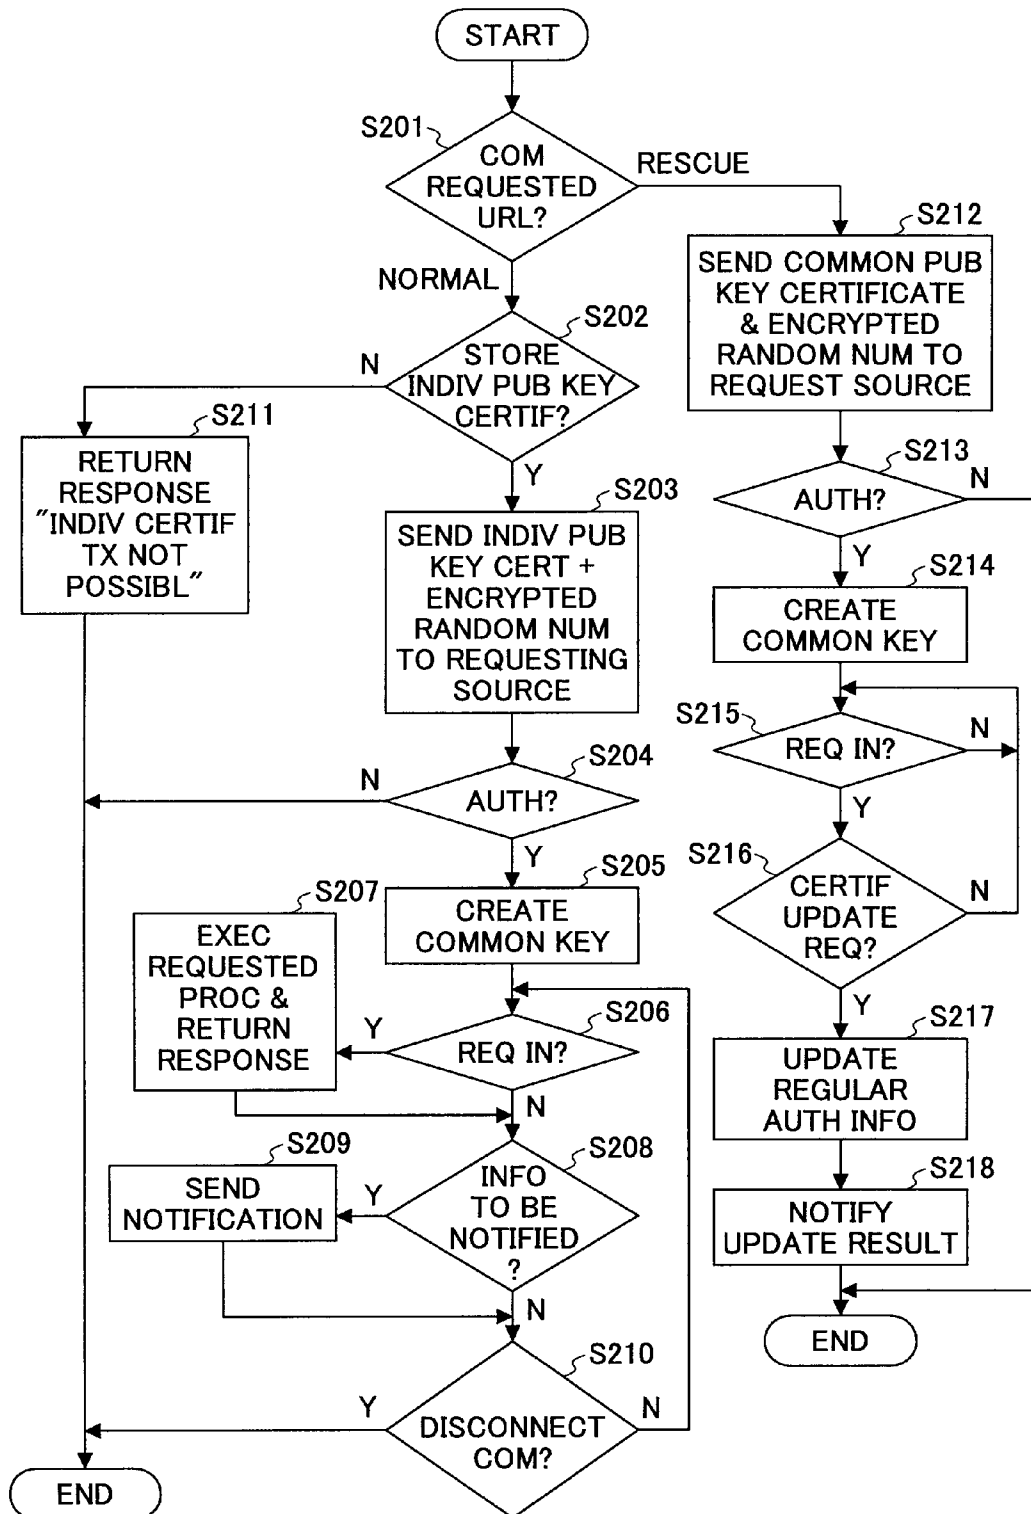 START
S201
COM
REQUESTED
URL?
RESCUE
NORMAL
S212
SEND COMMON PUB
KEY CERTIFICATE
& ENCRYPTED
RANDOM NUM TO
REQUEST SOURCE
S202
STORE
INDIV PUB KEY
CERTIF?
N
Y
S211
RETURN
RESPONSE
"INDIV CERTIF
TX NOT
POSSIBL"
S203
SEND INDIV PUB
KEY CERT +
ENCRYPTED
RANDOM NUM
TO REQUESTING
SOURCE
S213
AUTH?
N
Y
S214
CREATE
COMMON KEY
S215
REQ IN?
N
Y
S204
AUTH?
N
Y
S216
CERTIF
UPDATE
REQ?
N
Y
S205
CREATE
COMMON KEY
S207
EXEC
REQUESTED
PROC &
RETURN
RESPONSE
S206
REQ IN?
Y
N
S217
UPDATE
REGULAR
AUTH INFO
S209
SEND
NOTIFICATION
S208
INFO
TO BE
NOTIFIED
?
Y
N
S218
NOTIFY
UPDATE RESULT
END
S210
DISCONNECT
COM?
Y
N
END